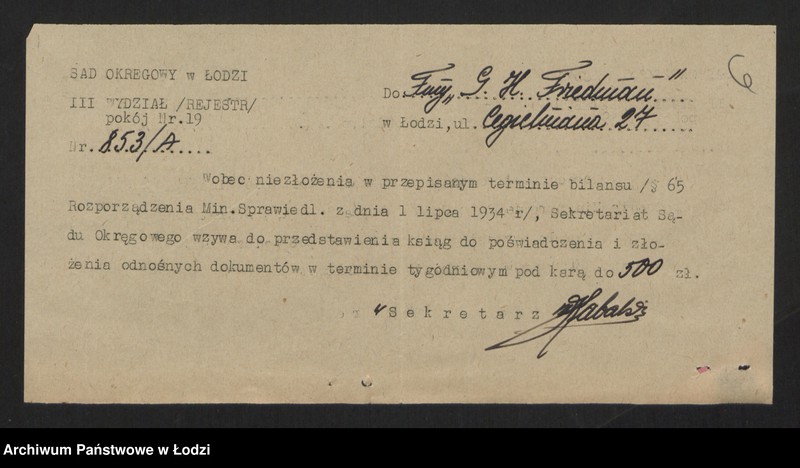 SĄD OKRĘGOWY w ŁODZI
III WYDZIAŁ /REJESTR/
pokój Nr.19
Nr. 853/A.....
6
Do Fmy „G. H. Friedman"
w Łodzi, ul. Cegielniana 27......
Wobec niezłożenia w przepisanym terminie bilansu /§ 65
Rozporządzenia Min.Sprawiedl. z dnia 1 lipca 1934 r/, Sekretariat Są-
du Okręgowego wzywa do przedstawienia ksiąg do poświadczenia i zło-
żenia odnośnych dokumentów w terminie tygodniowym pod karą do 500 zł.
Sekretarz
Archiwum Państwowe w Łodzi